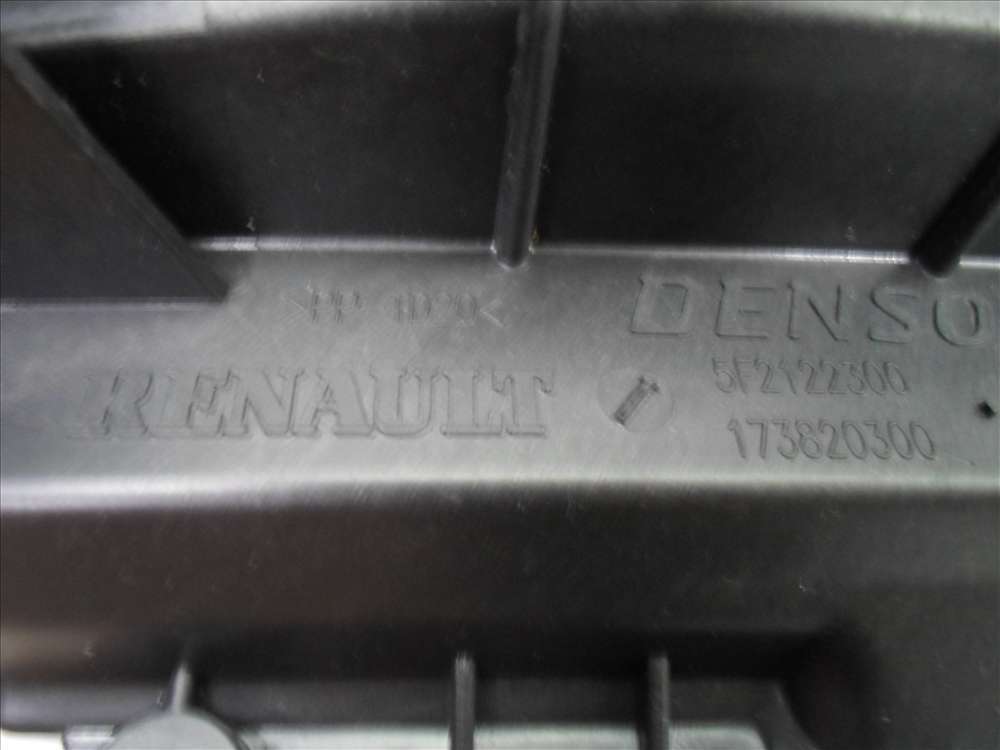 >PP TD20<
DENSO
RENAULT
5F2122300
173820300